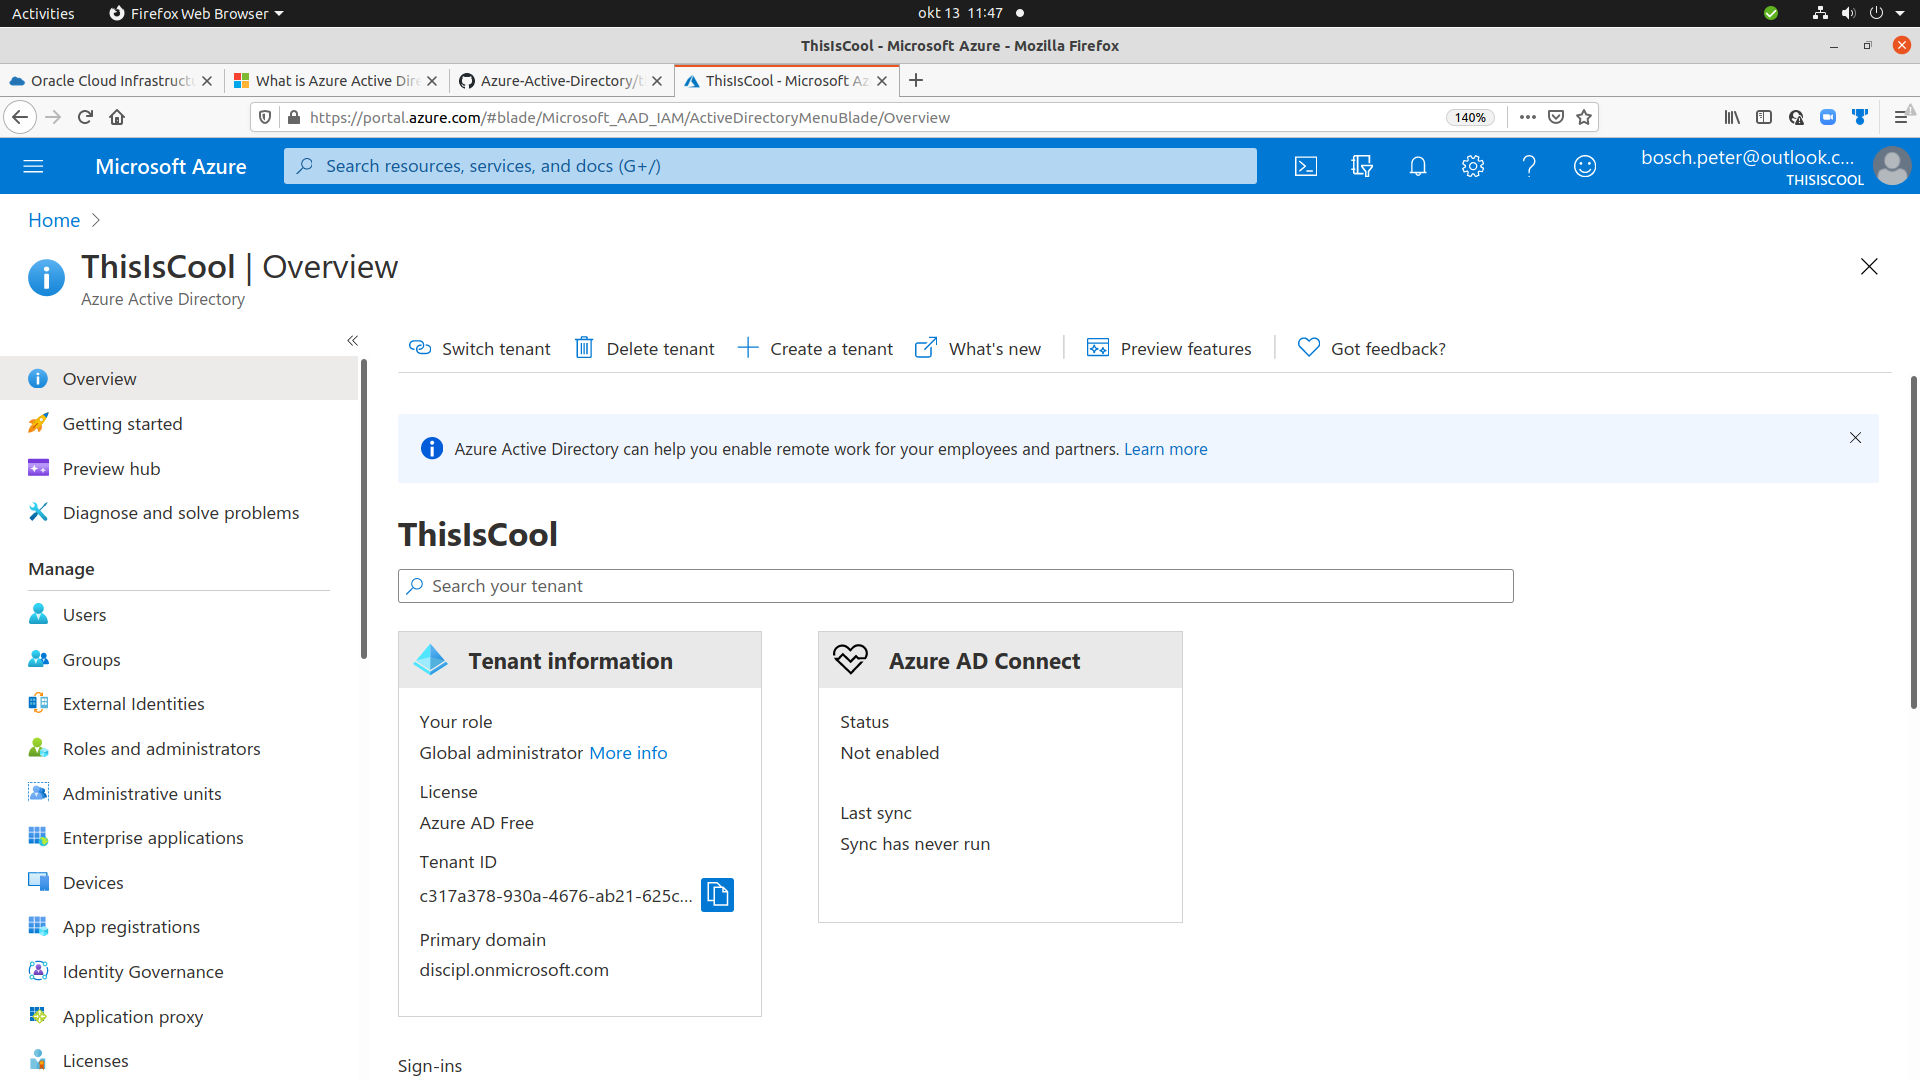 Activities Firefox Web Browser okt 13 11:47
ThisIsCool - Microsoft Azure - Mozilla Firefox
Oracle Cloud Infrastruct What is Azure Active Dire Azure-Active-Directory/t ThisIsCool - Microsoft Az
https://portal.azure.com/#blade/Microsoft_AAD_IAM/ActiveDirectoryMenuBlade/Overview 140%
Microsoft Azure Search resources, services, and docs (G+/) bosch.peter@outlook.c...
THISISCOOL
Home
ThisIsCool | Overview
Azure Active Directory
Switch tenant Delete tenant Create a tenant What's new Preview features Got feedback?
Overview
Getting started
Preview hub
Diagnose and solve problems
Manage
Users
Groups
External Identities
Roles and administrators
Administrative units
Enterprise applications
Devices
App registrations
Identity Governance
Application proxy
Licenses
Azure Active Directory can help you enable remote work for your employees and partners. Learn more
ThisIsCool
Search your tenant
Tenant information
Your role
Global administrator More info
License
Azure AD Free
Tenant ID
c317a378-930a-4676-ab21-625c...
Primary domain
discipl.onmicrosoft.com
Azure AD Connect
Status
Not enabled
Last sync
Sync has never run
Sign-ins